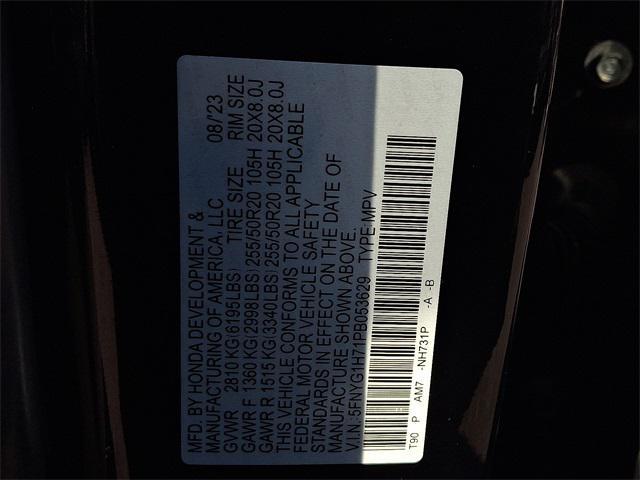 MFD. BY HONDA DEVELOPMENT &
MANUFACTURING OF AMERICA, LLC 08/'23
GVWR 2810 KG(6195LBS) TIRE SIZE RIM SIZE
GAWR F 1360 KG(2998LBS) 255/50R20 105H 20X8.0J
GAWR R 1515 KG(3340LBS) 255/50R20 105H 20X8.0J
THIS VEHICLE CONFORMS TO ALL APPLICABLE
FEDERAL MOTOR VEHICLE SAFETY
STANDARDS IN EFFECT ON THE DATE OF
MANUFACTURE SHOWN ABOVE.
V.I.N: 5FNYG1H71PB053629 TYPE:MPV
T90 P AM7 -NH731P -A -B